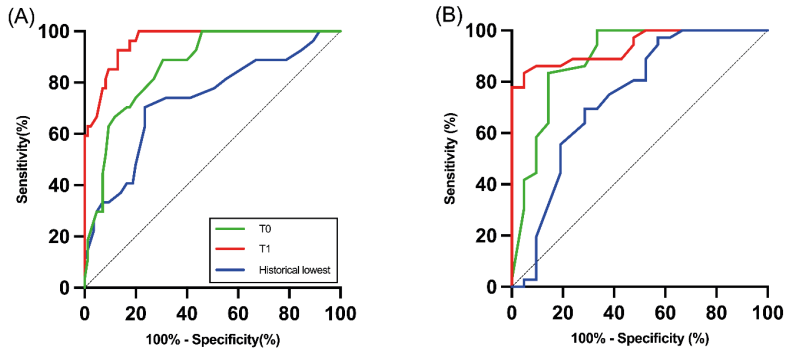 (A)
Sensitivity(%)
100
80
60
40
20
0
0 20 40 60 80 100
100% - Specificity(%)
T0
T1
Historical lowest
(B)
Sensitivity (%)
100
80
60
40
20
0
0 20 40 60 80 100
100% - Specificity (%)